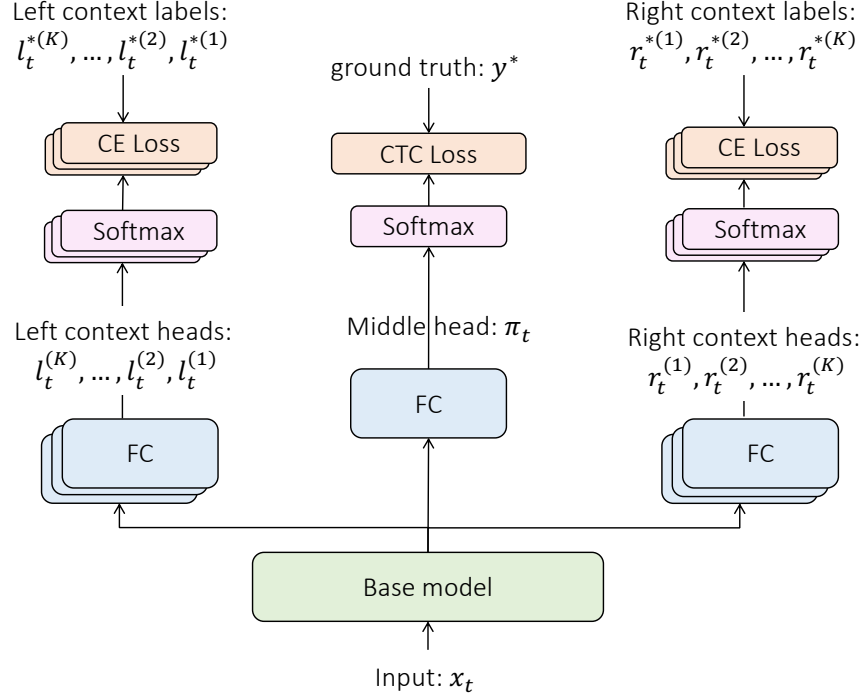 Left context labels:
l_t^{*(K)}, …, l_t^{*(2)}, l_t^{*(1)}
CE Loss
Softmax
Left context heads:
l_t^{(K)}, …, l_t^{(2)}, l_t^{(1)}
FC
ground truth: y^*
CTC Loss
Softmax
Middle head: π_t
FC
Right context labels:
r_t^{*(1)}, r_t^{*(2)}, …, r_t^{*(K)}
CE Loss
Softmax
Right context heads:
r_t^{(1)}, r_t^{(2)}, …, r_t^{(K)}
FC
Base model
Input: x_t